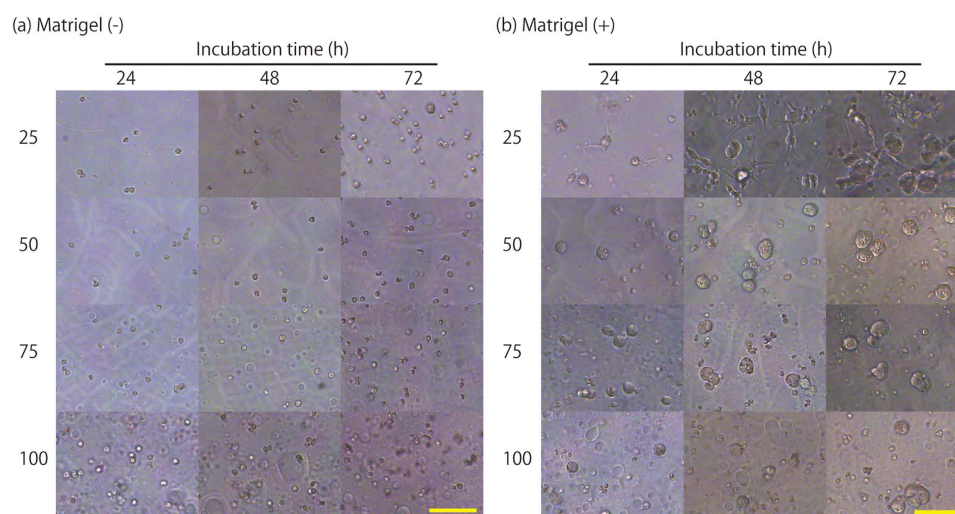 (a) Matrigel (-)
Incubation time (h)
24 48 72
25
50
75
100
(b) Matrigel (+)
Incubation time (h)
24 48 72
25
50
75
100